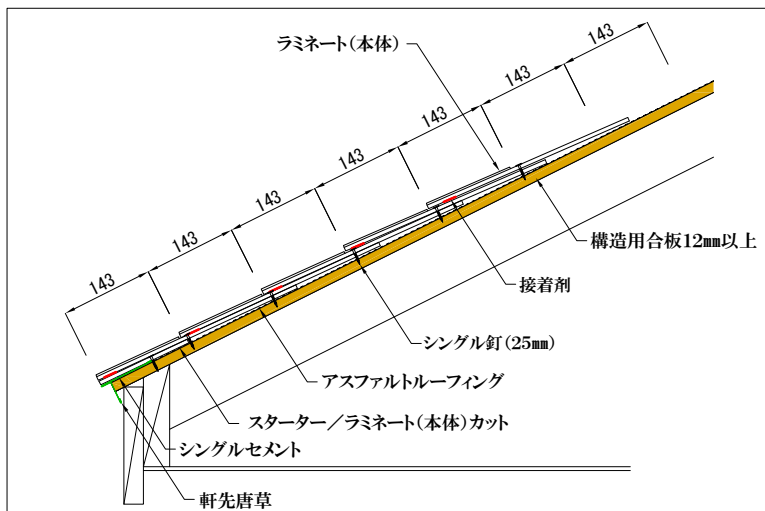 ラミネート(本体)
143
143
143
143
143
143
143
構造用合板12㎜以上
接着剤
シングル釘(25㎜)
アスファルトルーフィング
スターター/ラミネート(本体)カット
シングルセメント
軒先唐草